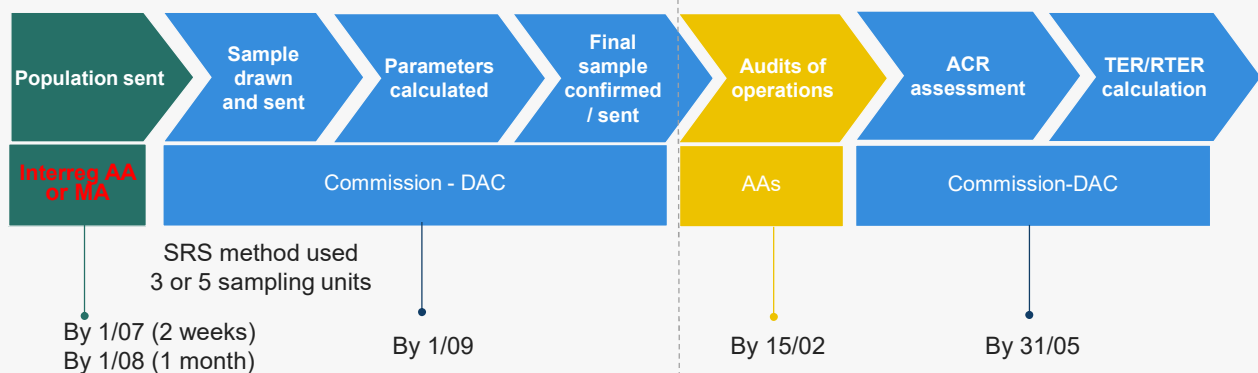 Population sent
Sample
drawn
and sent
Parameters
calculated
Final
sample
confirmed
/ sent
Audits of
operations
ACR
assessment
TER/RTER
calculation
Interreg AA
or MA
Commission - DAC
AAs
Commission-DAC
SRS method used
3 or 5 sampling units
By 1/07 (2 weeks)
By 1/08 (1 month)
By 1/09
By 15/02
By 31/05